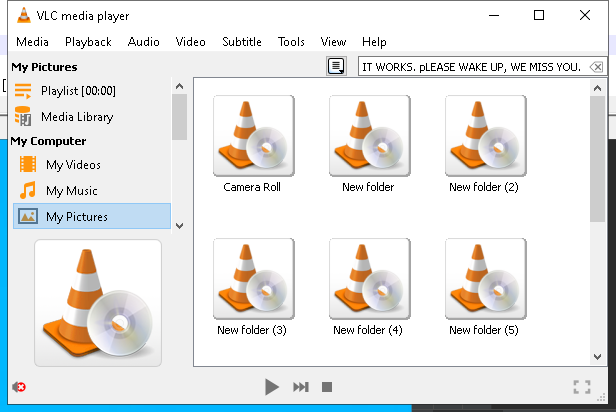 VLC media player
Media Playback Audio Video Subtitle Tools View Help
My Pictures
IT WORKS. pLEASE WAKE UP, WE MISS YOU.
Playlist [00:00]
Media Library
My Computer
My Videos
My Music
My Pictures
Camera Roll
New folder
New folder (2)
New folder (3)
New folder (4)
New folder (5)